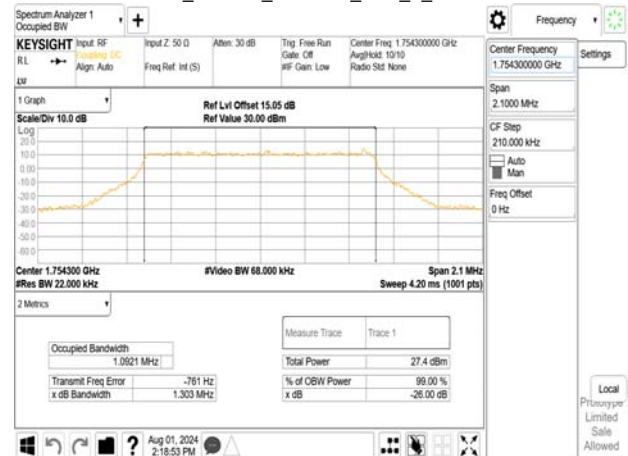 Spectrum Analyzer 1
Occupied BW
Frequency
KEYSIGHT
RL
Input: RF
Coupling: DC
Align: Auto
Input Z: 50 Ω
Freq Ref: Int (S)
Atten: 30 dB
Trig: Free Run
Gate: Off
#IF Gain: Low
Center Freq: 1.754300000 GHz
Avg|Hold: 10/10
Radio Std: None
Center Frequency
1.754300000 GHz
Settings
Span
2.1000 MHz
CF Step
210.000 kHz
Auto
Man
Freq Offset
0 Hz
1 Graph
Scale/Div 10.0 dB
Ref Lvl Offset 15.05 dB
Ref Value 30.00 dBm
Log
20.0
10.0
0.00
-10.0
-20.0
-30.0
-40.0
-50.0
-60.0
Center 1.754300 GHz
#Res BW 22.000 kHz
#Video BW 68.000 kHz
Span 2.1 MHz
Sweep 4.20 ms (1001 pts)
2 Metrics
Measure Trace Trace 1
Occupied Bandwidth
1.0921 MHz
Total Power 27.4 dBm
Transmit Freq Error -761 Hz
% of OBW Power 99.00 %
x dB Bandwidth 1.303 MHz
x dB -26.00 dB
Local
Prototype
Limited
Sale
Allowed
?
Aug 01, 2024
2:18:53 PM